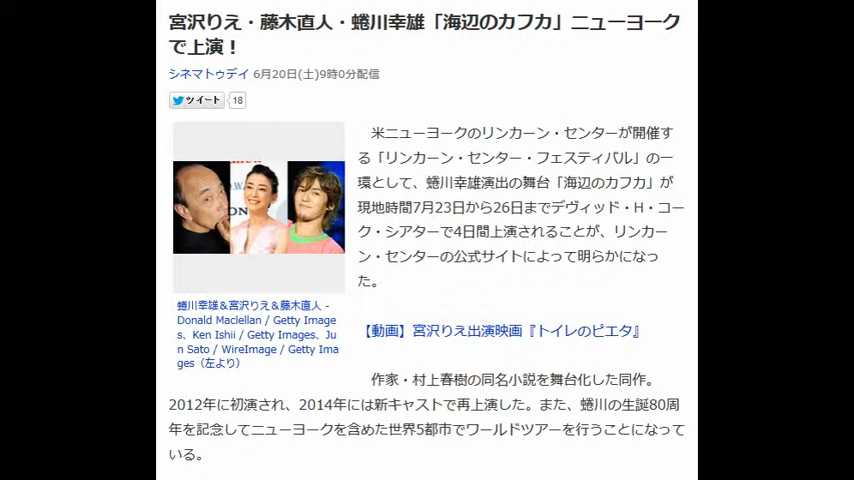 宮沢りえ・藤木直人・蜷川幸雄「海辺のカフカ」ニューヨーク
で上演！
シネマトゥデイ 6月20日(土)9時0分配信
ツイート 18
米ニューヨークのリンカーン・センターが開催す
る「リンカーン・センター・フェスティバル」の一
環として、蜷川幸雄演出の舞台「海辺のカフカ」が
現地時間7月23日から26日までデヴィッド・H・コー
ク・シアターで4日間上演されることが、リンカー
ン・センターの公式サイトによって明らかになっ
た。
蜷川幸雄＆宮沢りえ＆藤木直人 -
Donald Maclellan / Getty Image
s、Ken Ishii / Getty Images、Ju
n Sato / WireImage / Getty Ima
ges（左より）
【動画】宮沢りえ出演映画『トイレのピエタ』
作家・村上春樹の同名小説を舞台化した同作。
2012年に初演され、2014年には新キャストで再上演した。また、蜷川の生誕80周
年を記念してニューヨークを含めた世界5都市でワールドツアーを行うことになって
いる。